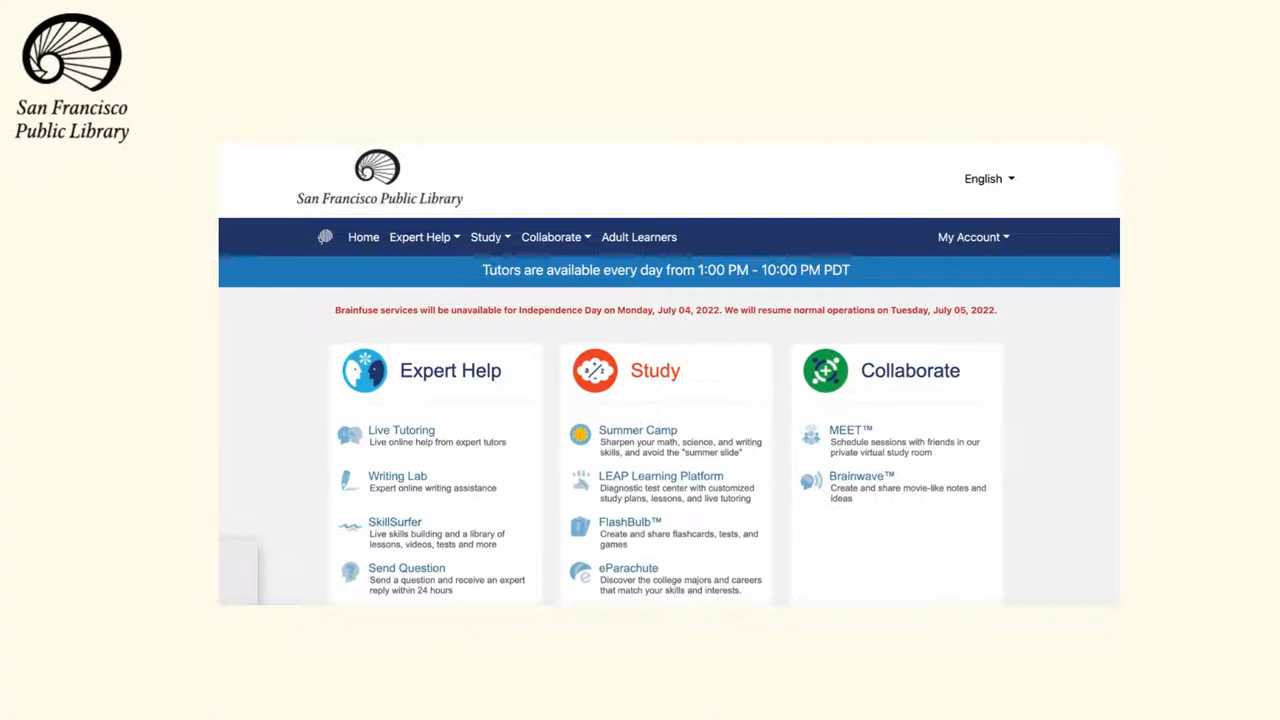 San Francisco
Public Library
San Francisco Public Library
English
Home Expert Help Study Collaborate Adult Learners My Account
Tutors are available every day from 1:00 PM - 10:00 PM PDT
Brainfuse services will be unavailable for Independence Day on Monday, July 04, 2022. We will resume normal operations on Tuesday, July 05, 2022.
Expert Help
Live Tutoring
Live online help from expert tutors
Writing Lab
Expert online writing assistance
SkillSurfer
Live skills building and a library of
lessons, videos, tests and more
Send Question
Send a question and receive an expert
reply within 24 hours
Study
Summer Camp
Sharpen your math, science, and writing
skills, and avoid the "summer slide"
LEAP Learning Platform
Diagnostic test center with customized
study plans, lessons, and live tutoring
FlashBulb™
Create and share flashcards, tests, and
games
eParachute
Discover the college majors and careers
that match your skills and interests.
Collaborate
MEET™
Schedule sessions with friends in our
private virtual study room
Brainwave™
Create and share movie-like notes and
ideas